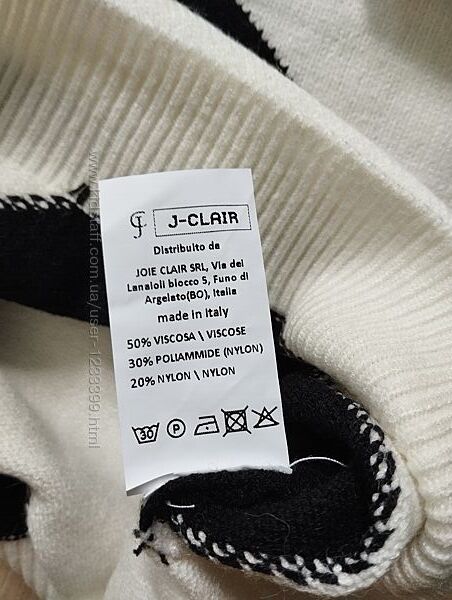 J-CLAIR
Distribuito da
JOIE CLAIR SRL, Via dei
Lanaioli blocco 5, Funo di
Argelato(BO), Italia
made in Italy
50% VISCOSA \ VISCOSE
30% POLIAMMIDE (NYLON)
20% NYLON \ NYLON
30 P